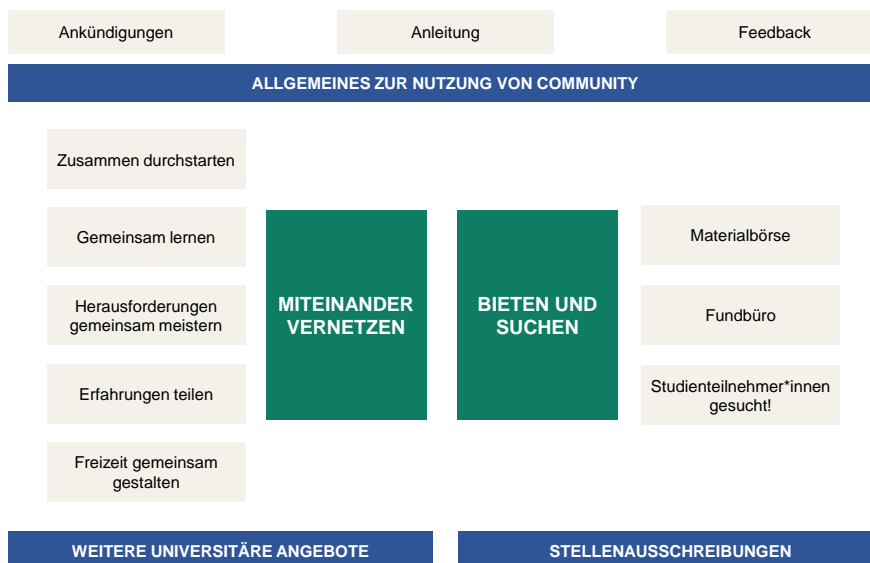 Ankündigungen
Anleitung
Feedback
ALLGEMEINES ZUR NUTZUNG VON COMMUNITY
Zusammen durchstarten
Gemeinsam lernen
Herausforderungen
gemeinsam meistern
Erfahrungen teilen
Freizeit gemeinsam
gestalten
MITEINANDER
VERNETZEN
BIETEN UND
SUCHEN
Materialbörse
Fundbüro
Studienteilnehmer*innen
gesucht!
WEITERE UNIVERSITÄRE ANGEBOTE
STELLENAUSSCHREIBUNGEN